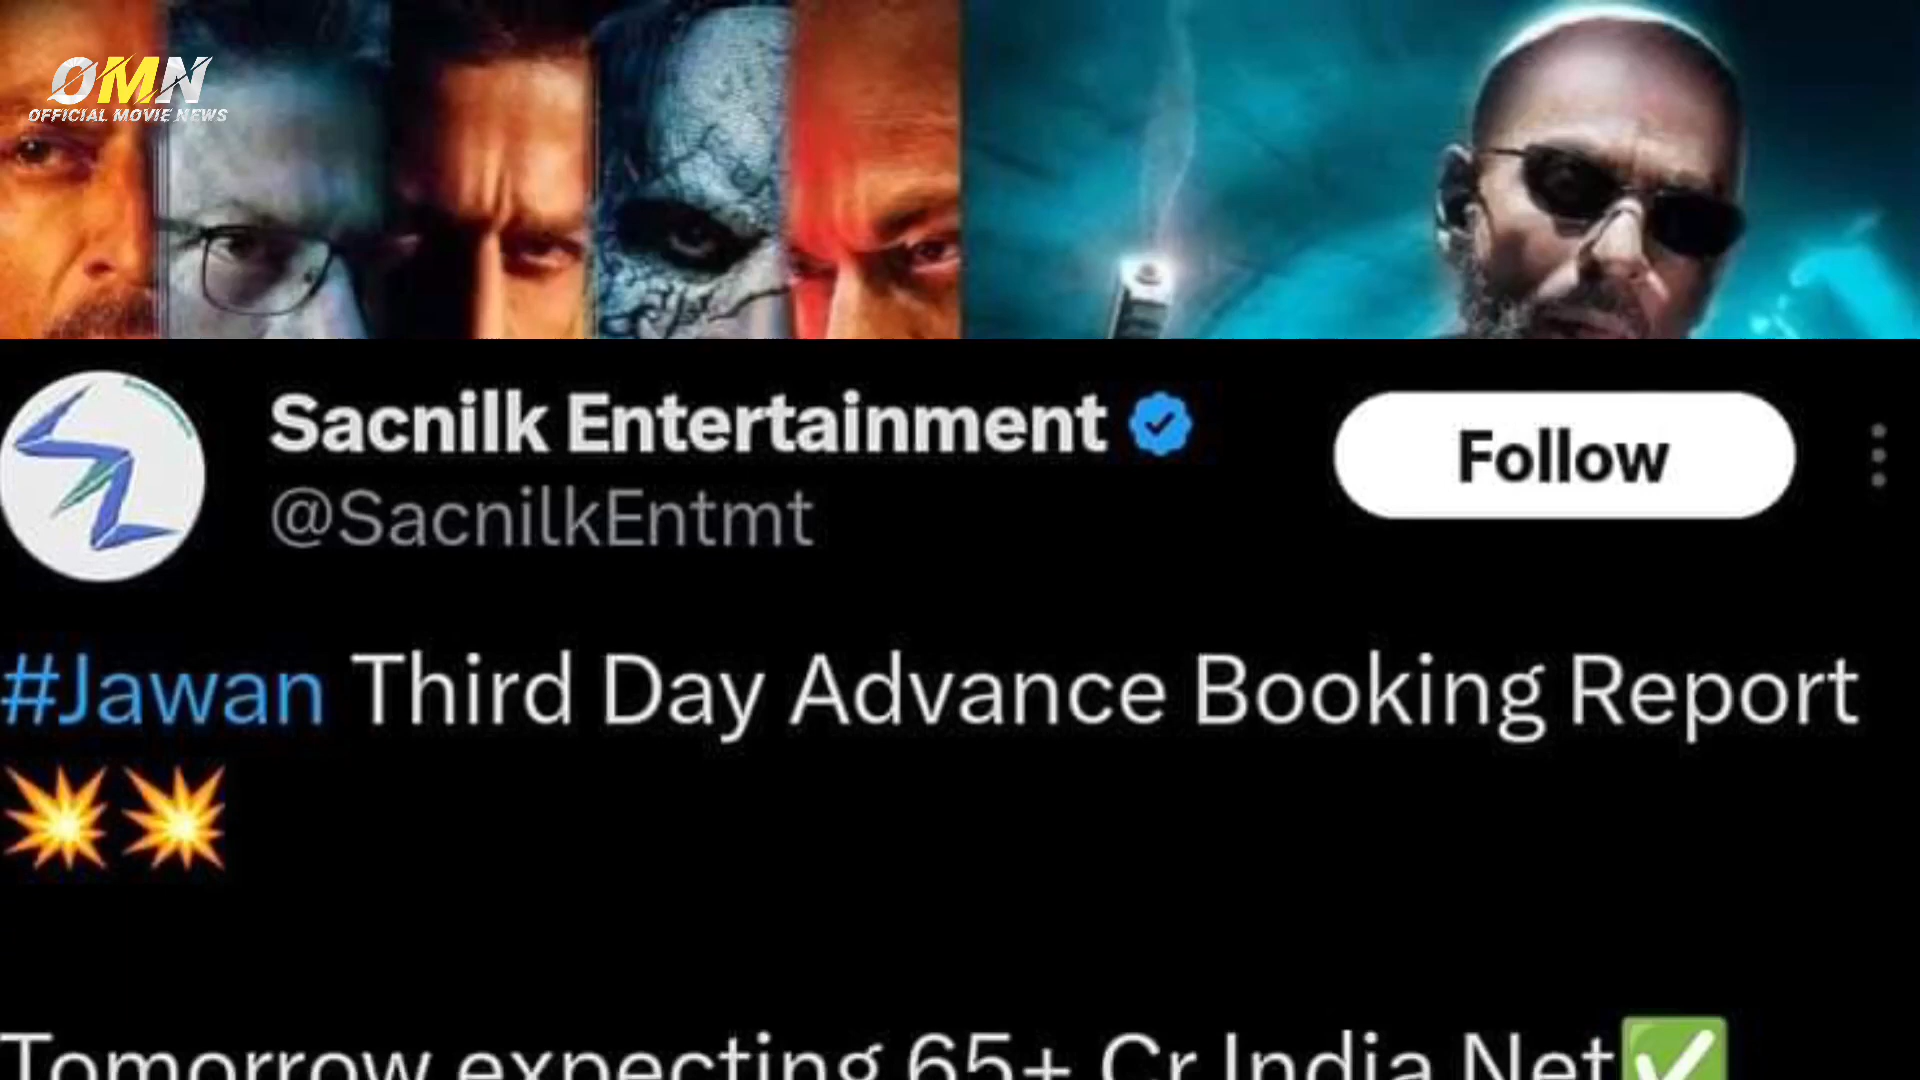 OMN
OFFICIAL MOVIE NEWS
Sacnilk Entertainment
@SacnilkEntmt
Follow
#Jawan Third Day Advance Booking Report
💥💥
Tomorrow expecting 65+ Cr India Net✅